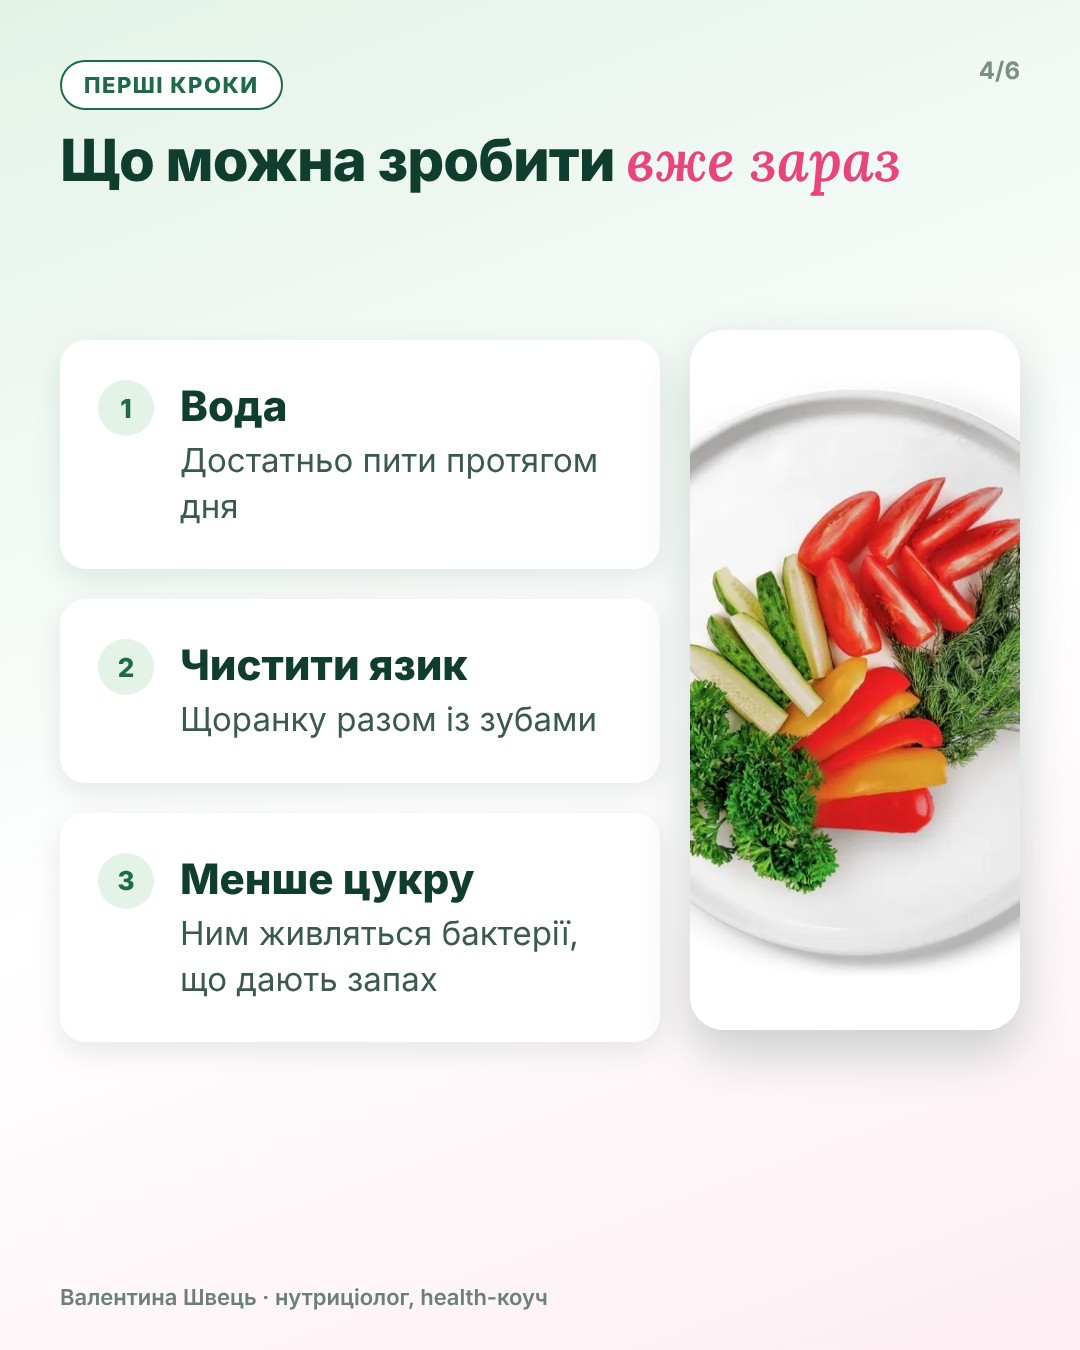 ПЕРШІ КРОКИ
4/6
Що можна зробити вже зараз
1
Вода
Достатньо пити протягом
дня
2
Чистити язик
Щоранку разом із зубами
3
Менше цукру
Ним живляться бактерії,
що дають запах
Валентина Швець · нутриціолог, health-коуч